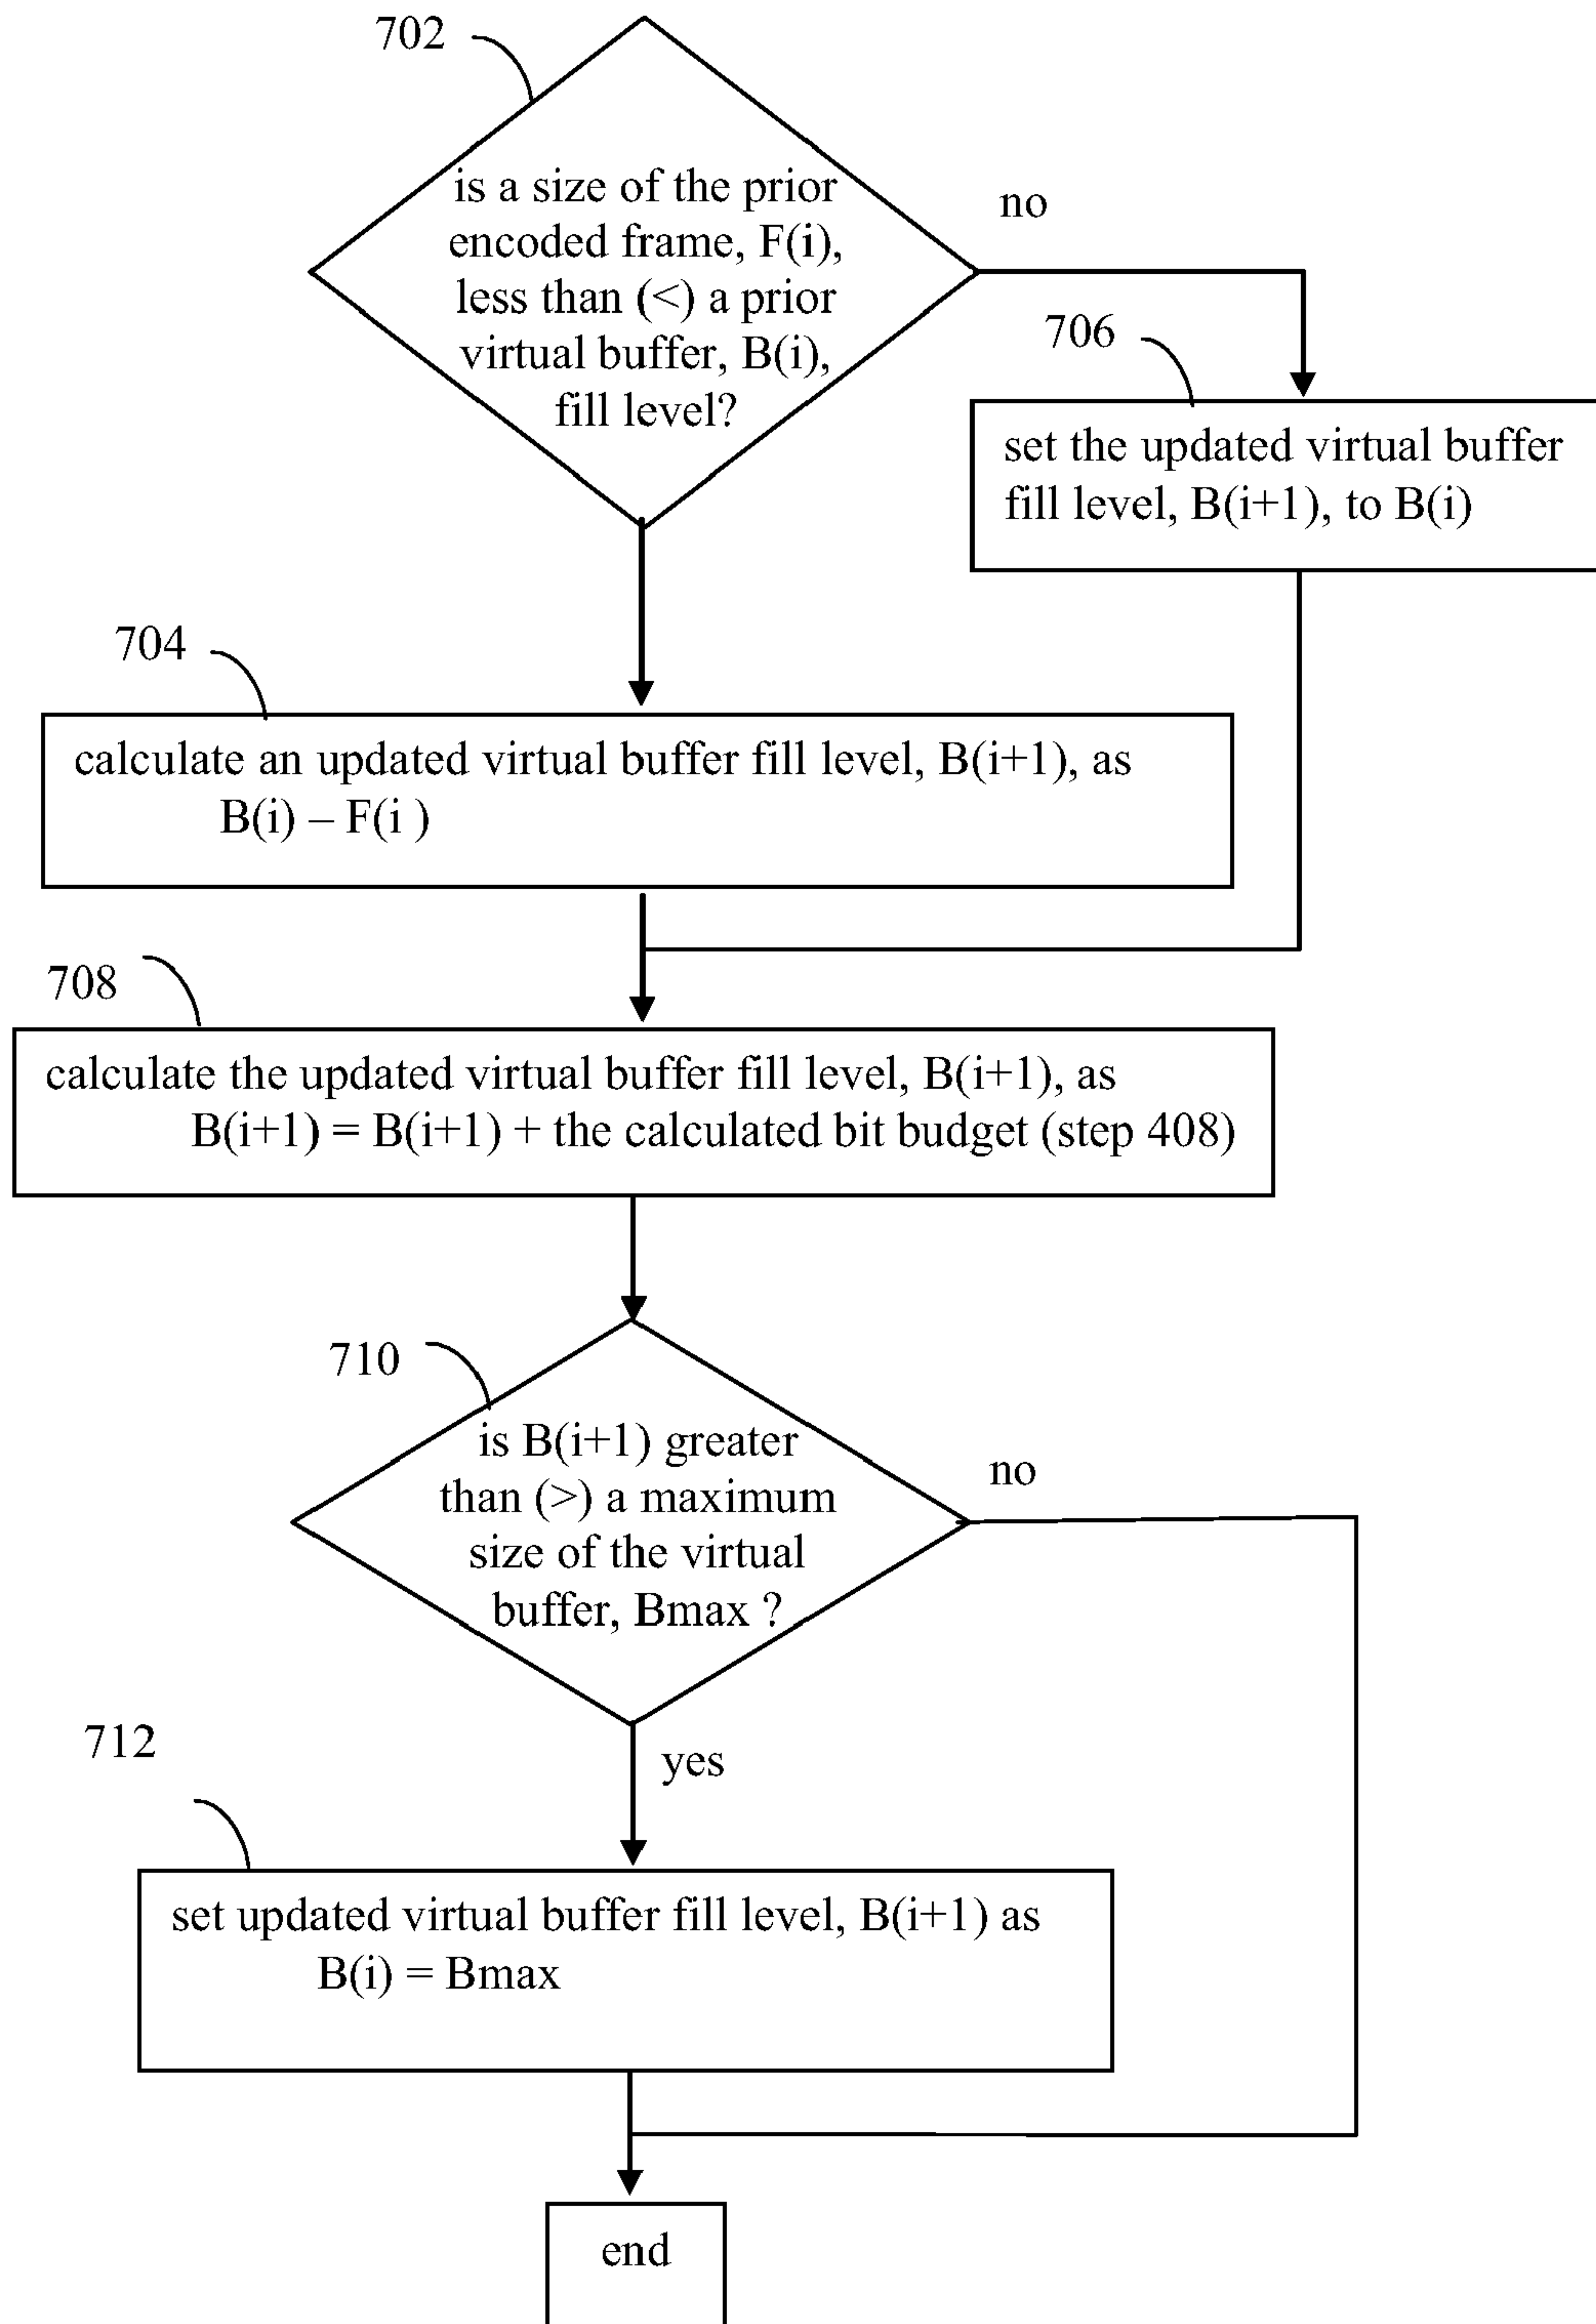 702
is a size of the prior
encoded frame, F(i),
less than (<) a prior
virtual buffer, B(i),
fill level?
no
706
set the updated virtual buffer
fill level, B(i+1), to B(i)
704
calculate an updated virtual buffer fill level, B(i+1), as
B(i) – F(i )
708
calculate the updated virtual buffer fill level, B(i+1), as
B(i+1) = B(i+1) + the calculated bit budget (step 408)
710
is B(i+1) greater
than (>) a maximum
size of the virtual
buffer, Bmax ?
no
yes
712
set updated virtual buffer fill level, B(i+1) as
B(i) = Bmax
end